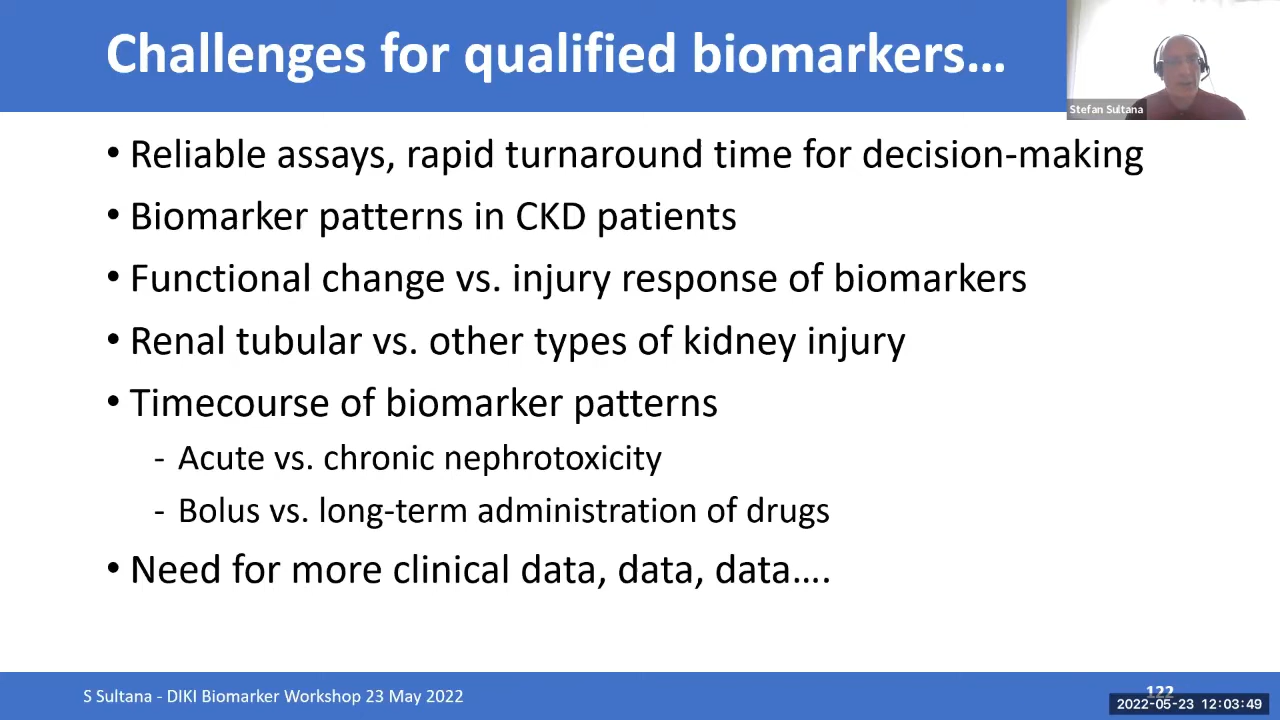 Challenges for qualified biomarkers…
Stefan Sultana
• Reliable assays, rapid turnaround time for decision-making
• Biomarker patterns in CKD patients
• Functional change vs. injury response of biomarkers
• Renal tubular vs. other types of kidney injury
• Timecourse of biomarker patterns
- Acute vs. chronic nephrotoxicity
- Bolus vs. long-term administration of drugs
• Need for more clinical data, data, data….
S Sultana - DIKI Biomarker Workshop 23 May 2022
122
2022-05-23 12:03:49